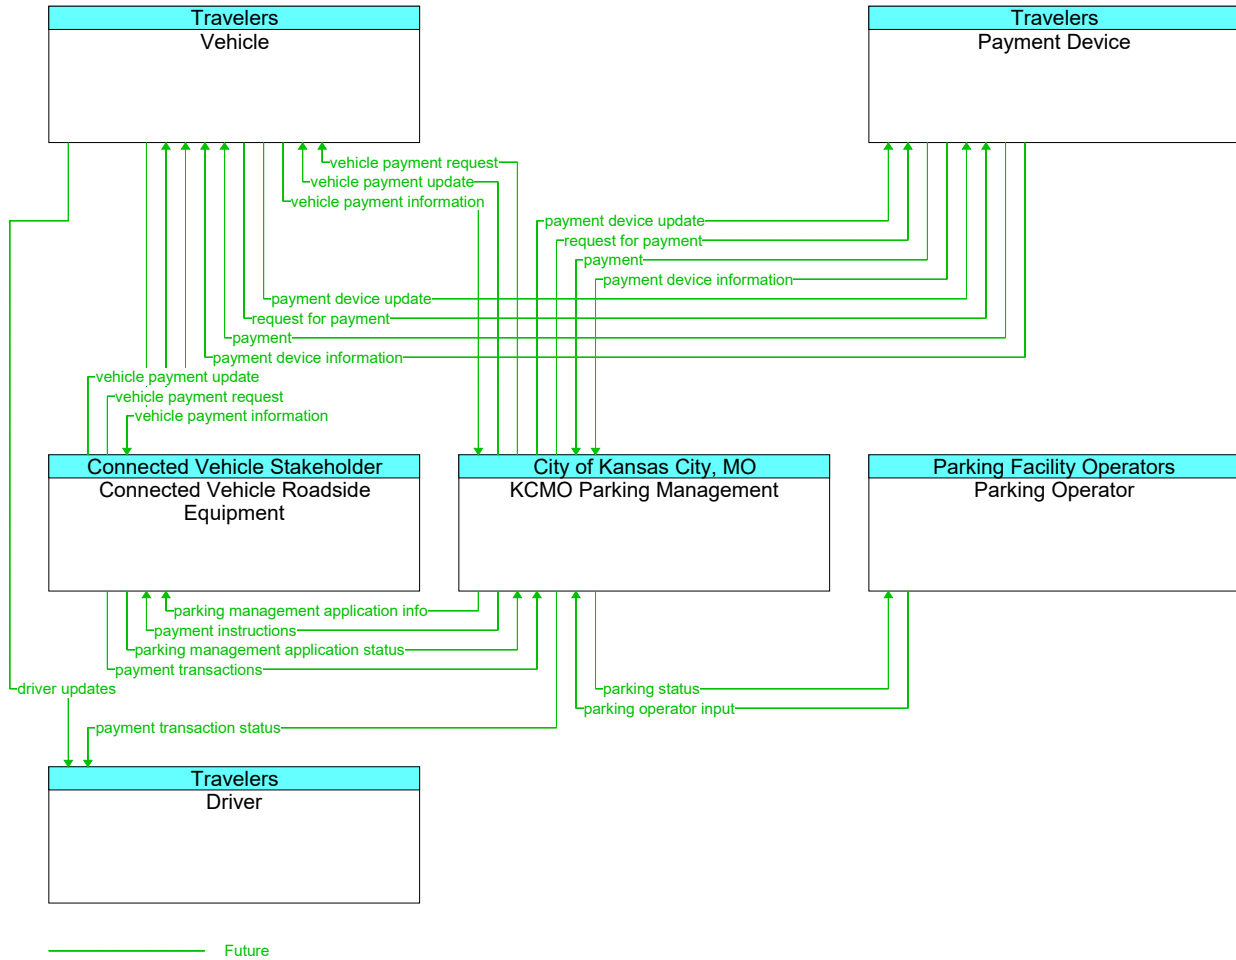 Travelers
Vehicle
Travelers
Payment Device
vehicle payment request
vehicle payment update
vehicle payment information
payment device update
request for payment
payment
payment device information
payment device update
request for payment
payment
payment device information
vehicle payment update
vehicle payment request
vehicle payment information
Connected Vehicle Stakeholder
Connected Vehicle Roadside
Equipment
City of Kansas City, MO
KCMO Parking Management
Parking Facility Operators
Parking Operator
parking management application info
payment instructions
parking management application status
payment transactions
driver updates
parking status
parking operator input
payment transaction status
Travelers
Driver
Future